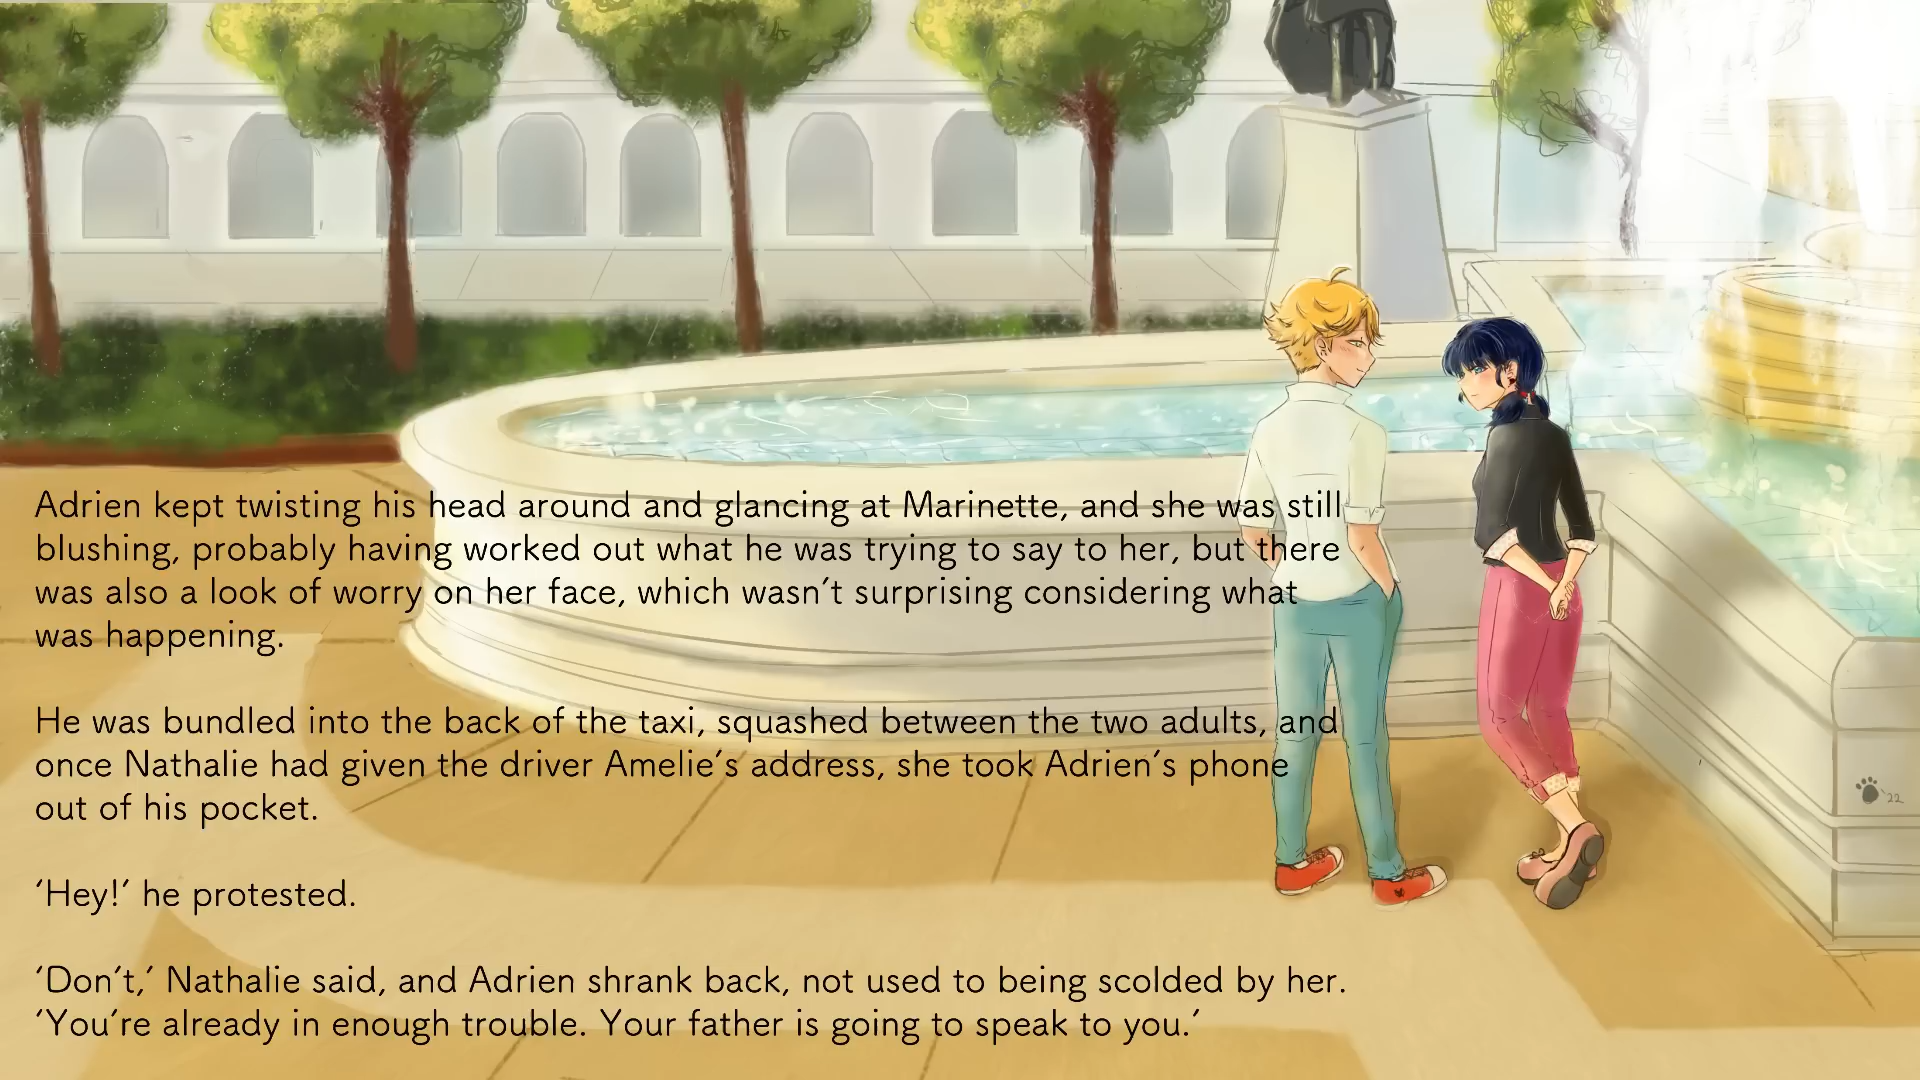 Adrien kept twisting his head around and glancing at Marinette, and she was still
blushing, probably having worked out what he was trying to say to her, but there
was also a look of worry on her face, which wasn't surprising considering what
was happening.
He was bundled into the back of the taxi, squashed between the two adults, and
once Nathalie had given the driver Amelie's address, she took Adrien's phone
out of his pocket.
'Hey!' he protested.
'Don't,' Nathalie said, and Adrien shrank back, not used to being scolded by her.
'You're already in enough trouble. Your father is going to speak to you.'
'22